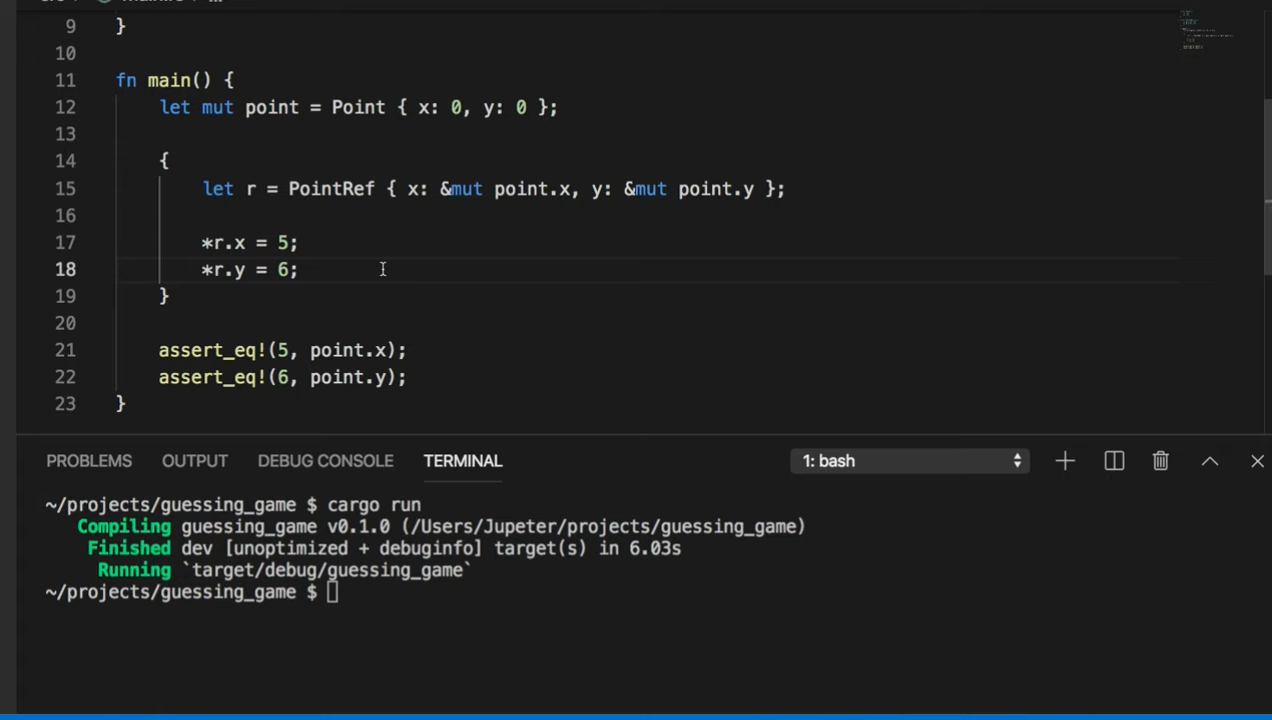 9 }
10
11 fn main() {
12 let mut point = Point { x: 0, y: 0 };
13
14 {
15 let r = PointRef { x: &mut point.x, y: &mut point.y };
16
17 *r.x = 5;
18 *r.y = 6;
19 }
20
21 assert_eq!(5, point.x);
22 assert_eq!(6, point.y);
23 }
PROBLEMS OUTPUT DEBUG CONSOLE TERMINAL 1: bash
~/projects/guessing_game $ cargo run
Compiling guessing_game v0.1.0 (/Users/Jupeter/projects/guessing_game)
Finished dev [unoptimized + debuginfo] target(s) in 6.03s
Running `target/debug/guessing_game`
~/projects/guessing_game $